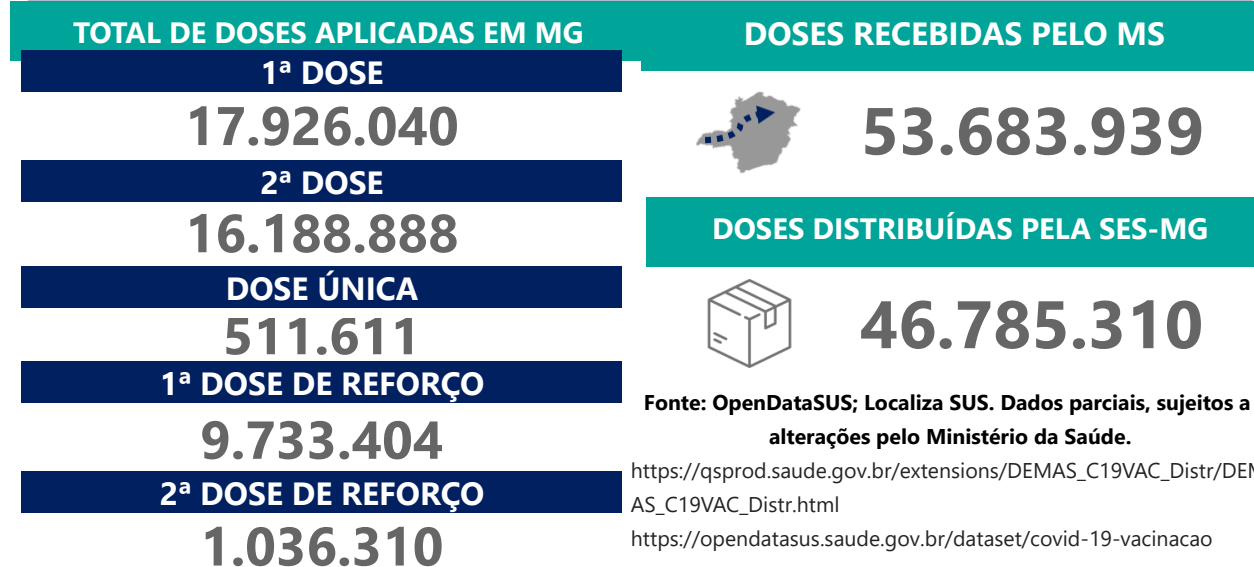 TOTAL DE DOSES APLICADAS EM MG
1ª DOSE
17.926.040
2ª DOSE
16.188.888
DOSE ÚNICA
511.611
1ª DOSE DE REFORÇO
9.733.404
2ª DOSE DE REFORÇO
1.036.310
DOSES RECEBIDAS PELO MS
53.683.939
DOSES DISTRIBUÍDAS PELA SES-MG
46.785.310
Fonte: OpenDataSUS; Localiza SUS. Dados parciais, sujeitos a
alterações pelo Ministério da Saúde.
https://qsprod.saude.gov.br/extensions/DEMAS_C19VAC_Distr/DEM
AS_C19VAC_Distr.html
https://opendatasus.saude.gov.br/dataset/covid-19-vacinacao